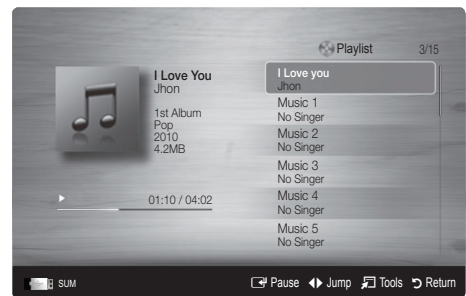 Playlist 3/15
I Love You
Jhon
1st Album
Pop
2010
4.2MB
01:10 / 04:02
I Love you
Jhon
Music 1
No Singer
Music 2
No Singer
Music 3
No Singer
Music 4
No Singer
Music 5
No Singer
SUM Pause Jump Tools Return